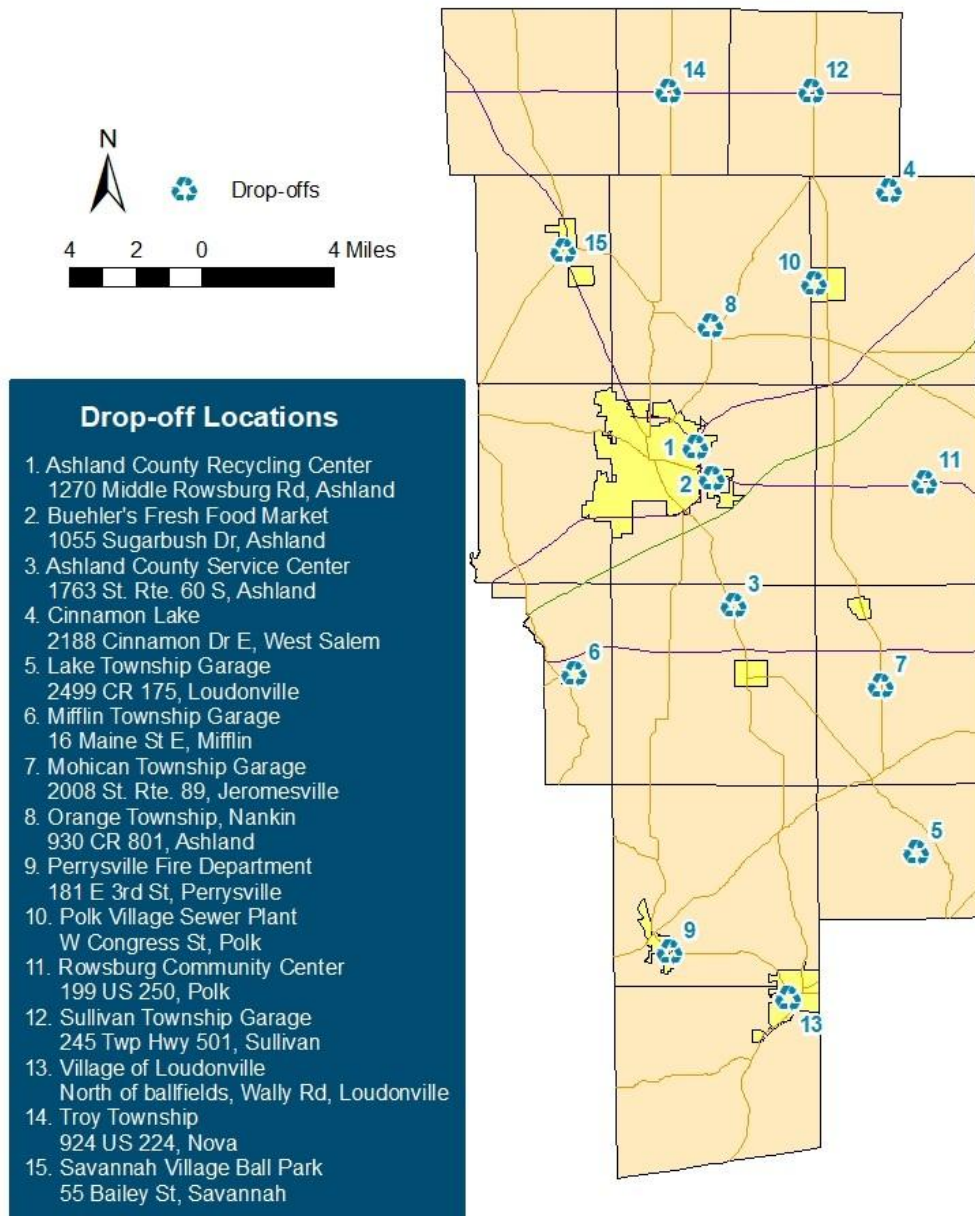 N
Drop-offs
4 2 0 4 Miles
Drop-off Locations
1. Ashland County Recycling Center
1270 Middle Rowsburg Rd, Ashland
2. Buehler's Fresh Food Market
1055 Sugarbush Dr, Ashland
3. Ashland County Service Center
1763 St. Rte. 60 S, Ashland
4. Cinnamon Lake
2188 Cinnamon Dr E, West Salem
5. Lake Township Garage
2499 CR 175, Loudonville
6. Mifflin Township Garage
16 Maine St E, Mifflin
7. Mohican Township Garage
2008 St. Rte. 89, Jeromesville
8. Orange Township, Nankin
930 CR 801, Ashland
9. Perrysville Fire Department
181 E 3rd St, Perrysville
10. Polk Village Sewer Plant
W Congress St, Polk
11. Rowsburg Community Center
199 US 250, Polk
12. Sullivan Township Garage
245 Twp Hwy 501, Sullivan
13. Village of Loudonville
North of ballfields, Wally Rd, Loudonville
14. Troy Township
924 US 224, Nova
15. Savannah Village Ball Park
55 Bailey St, Savannah
14
12
4
15
10
8
1
2
11
3
6
7
5
9
13